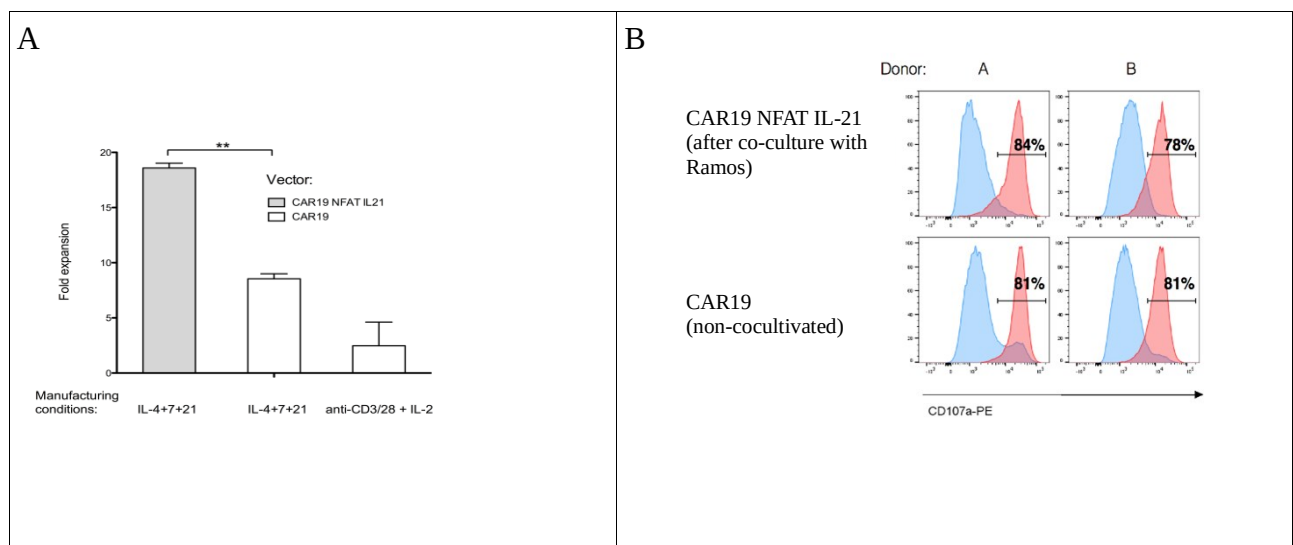 A
20
15
10
5
0
Fold expansion
**
Vector:
CAR19 NFAT IL21
CAR19
Manufacturing
conditions:
IL-4+7+21
IL-4+7+21
anti-CD3/28 + IL-2
B
Donor:
A
B
CAR19 NFAT IL-21
(after co-culture with
Ramos)
84%
78%
CAR19
(non-cocultivated)
81%
81%
CD107a-PE